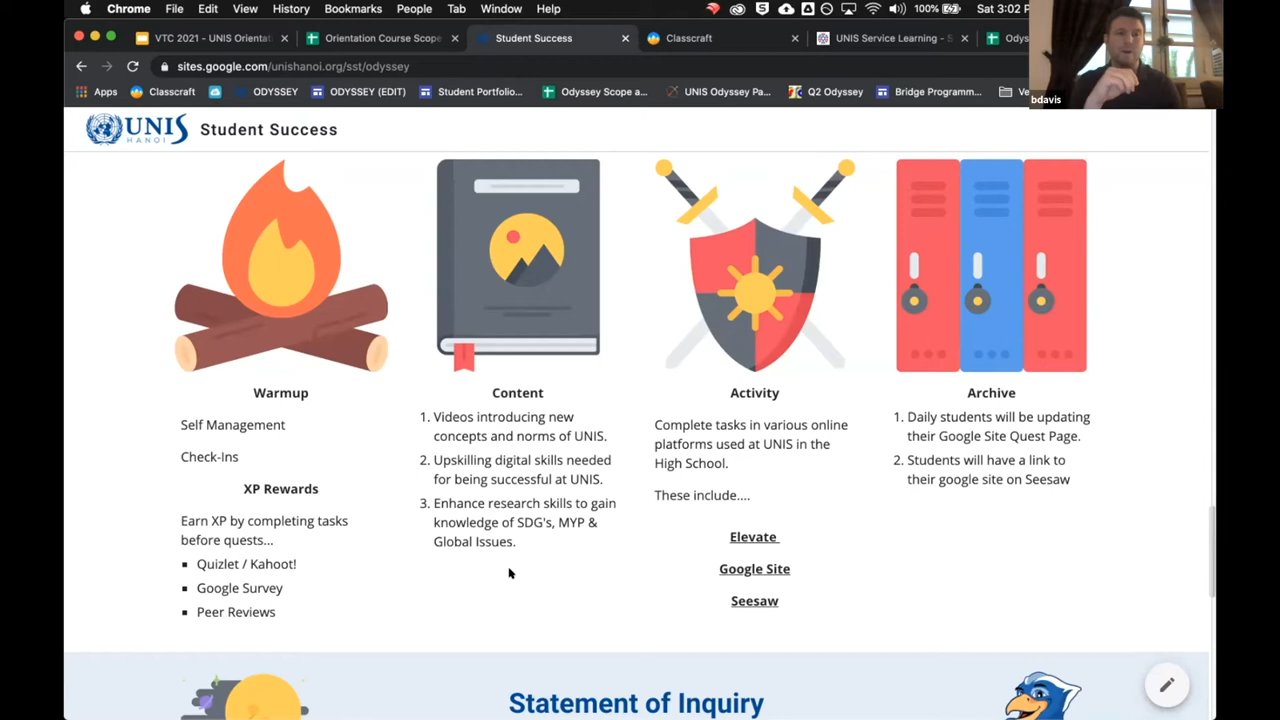 Chrome File Edit View History Bookmarks People Tab Window Help 100% Sat 3:02 PM
VTC 2021 - UNIS Orientat
Orientation Course Scope
Student Success
Classcraft
UNIS Service Learning - S
Odys
sites.google.com/unishanoi.org/sst/odyssey
Apps
Classcraft
ODYSSEY
ODYSSEY (EDIT)
Student Portfolio...
Odyssey Scope a...
UNIS Odyssey Pa...
Q2 Odyssey
Bridge Programm...
bdavis
UNIS
HANOI
Student Success
Warmup
Self Management
Check-Ins
XP Rewards
Earn XP by completing tasks
before quests...
Quizlet / Kahoot!
Google Survey
Peer Reviews
Content
1. Videos introducing new
concepts and norms of UNIS.
2. Upskilling digital skills needed
for being successful at UNIS.
3. Enhance research skills to gain
knowledge of SDG's, MYP &
Global Issues.
Activity
Complete tasks in various online
platforms used at UNIS in the
High School.
These include....
Elevate
Google Site
Seesaw
Archive
1. Daily students will be updating
their Google Site Quest Page.
2. Students will have a link to
their google site on Seesaw
Statement of Inquiry